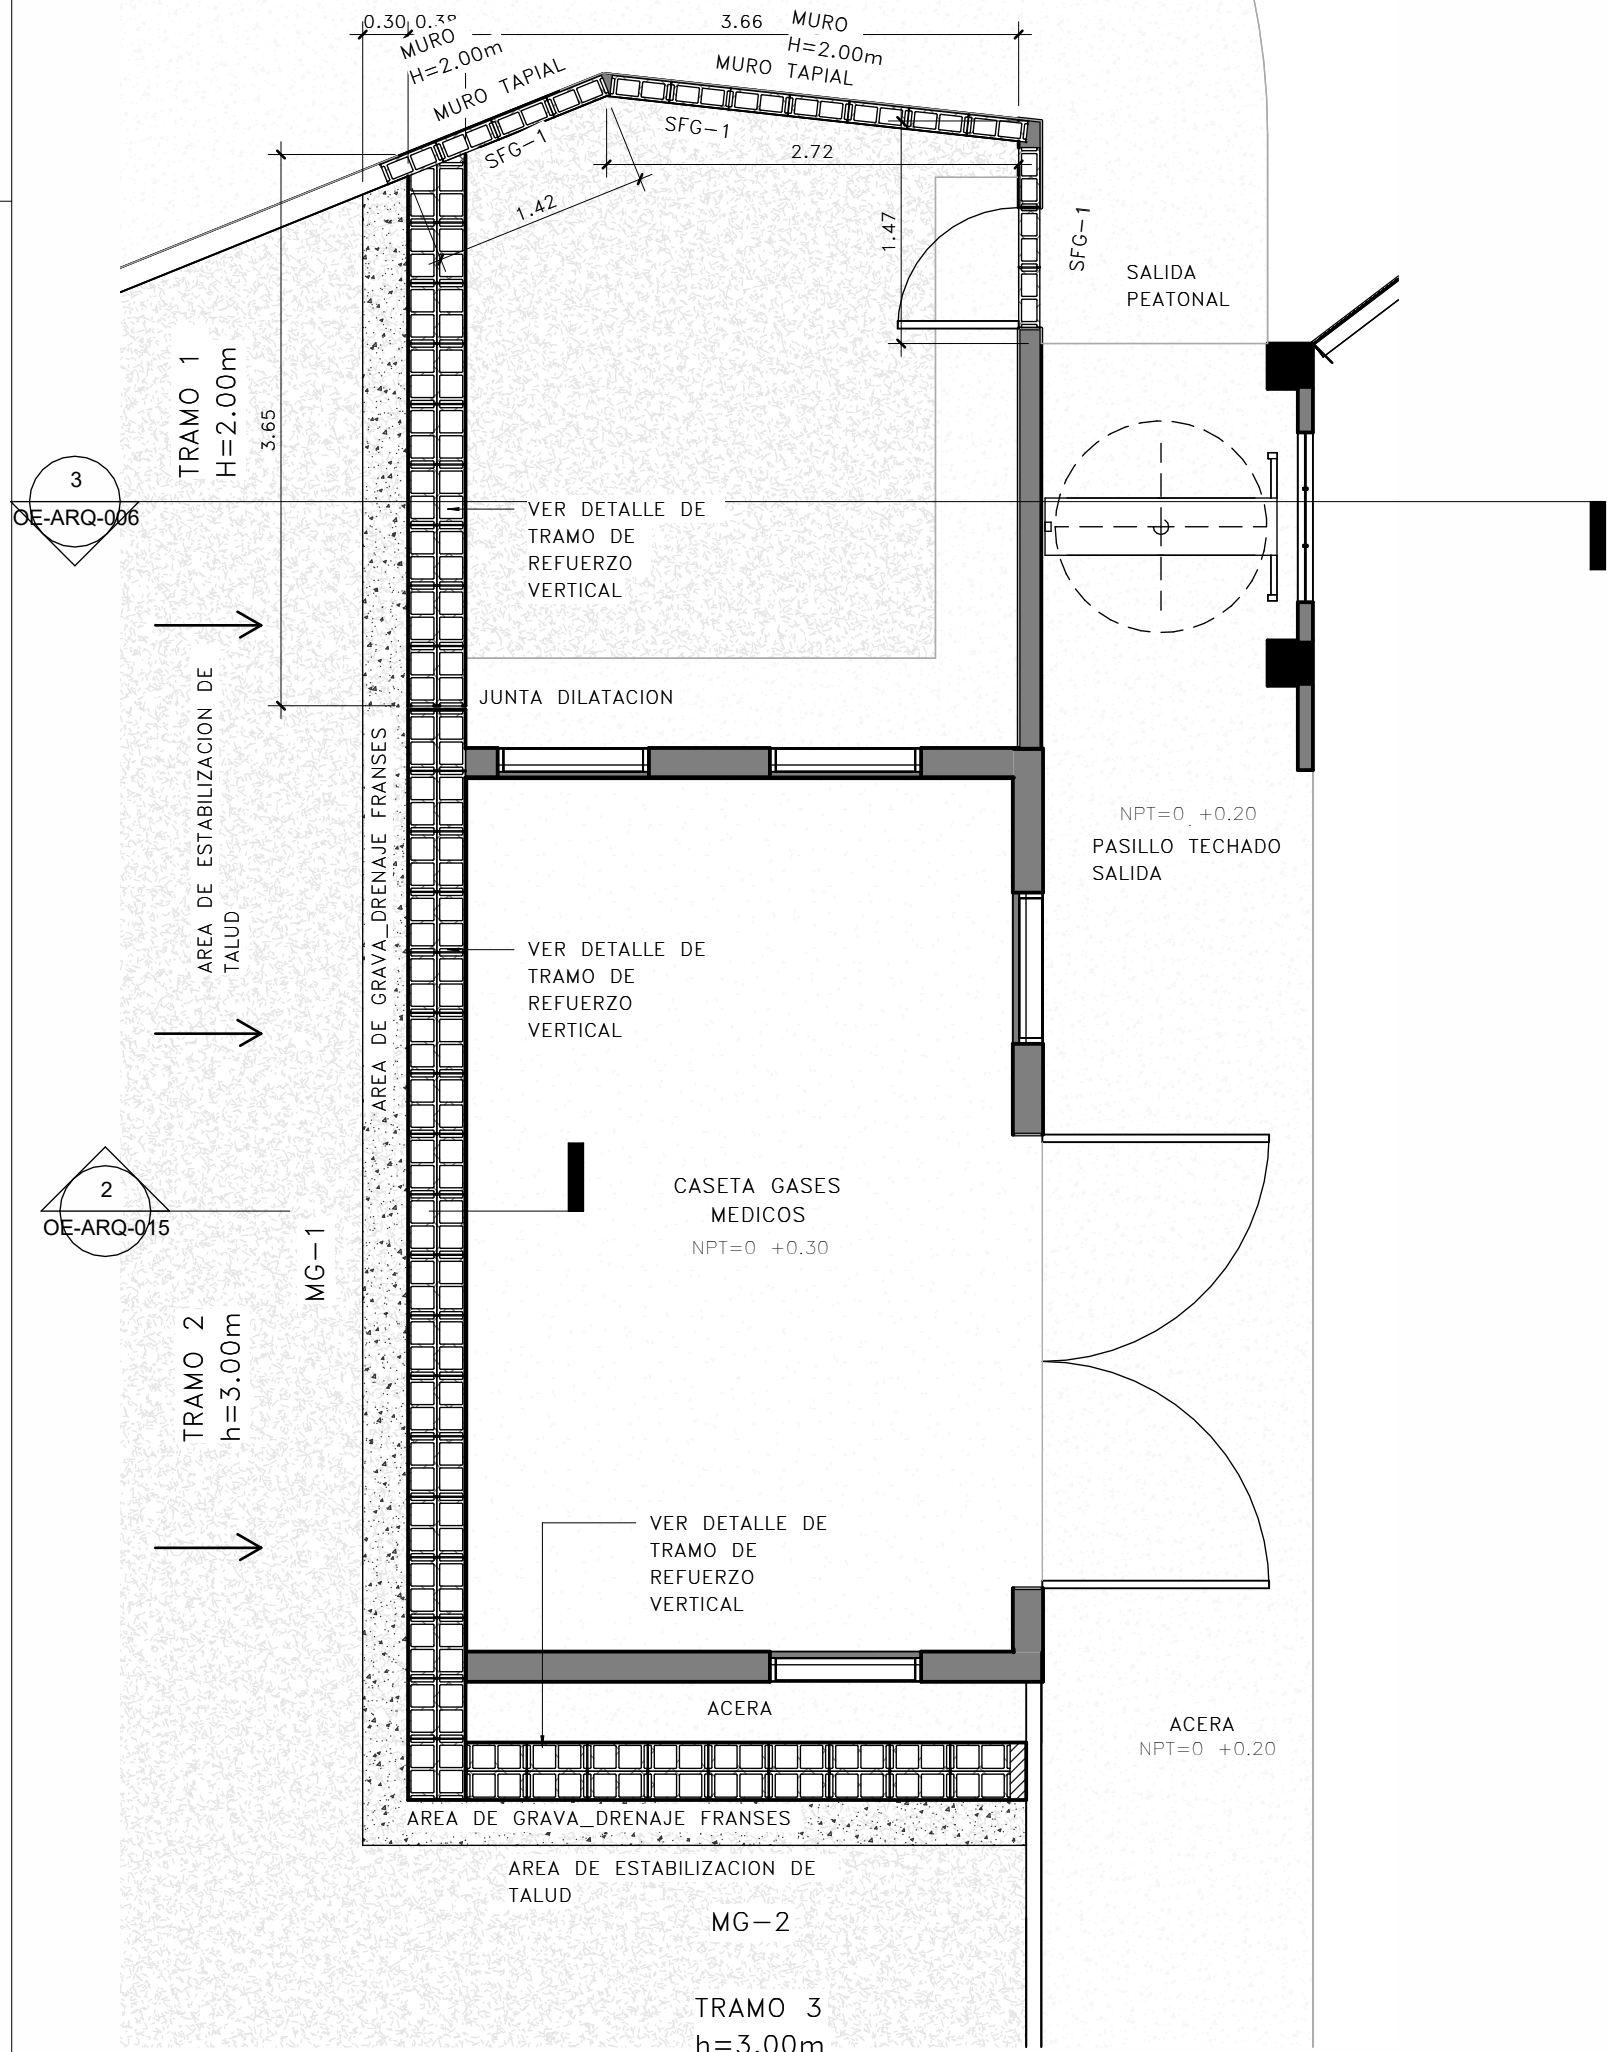 0.30 0.38
3.66
MURO
H=2.00m
MURO
H=2.00m
MURO TAPIAL
MURO TAPIAL
SFG-1
SFG-1
2.72
1.42
1.47
SFG-1
SALIDA
PEATONAL
TRAMO 1
H=2.00m
3.65
3
OE-ARQ-006
VER DETALLE DE
TRAMO DE
REFUERZO
VERTICAL
JUNTA DILATACION
AREA DE ESTABILIZACION DE
TALUD
AREA DE GRAVA_DRENAJE FRANSES
NPT=0 +0.20
PASILLO TECHADO
SALIDA
VER DETALLE DE
TRAMO DE
REFUERZO
VERTICAL
2
OE-ARQ-015
MG-1
CASETA GASES
MEDICOS
NPT=0 +0.30
TRAMO 2
h=3.00m
VER DETALLE DE
TRAMO DE
REFUERZO
VERTICAL
ACERA
ACERA
NPT=0 +0.20
AREA DE GRAVA_DRENAJE FRANSES
AREA DE ESTABILIZACION DE
TALUD
MG-2
TRAMO 3
h=3.00m